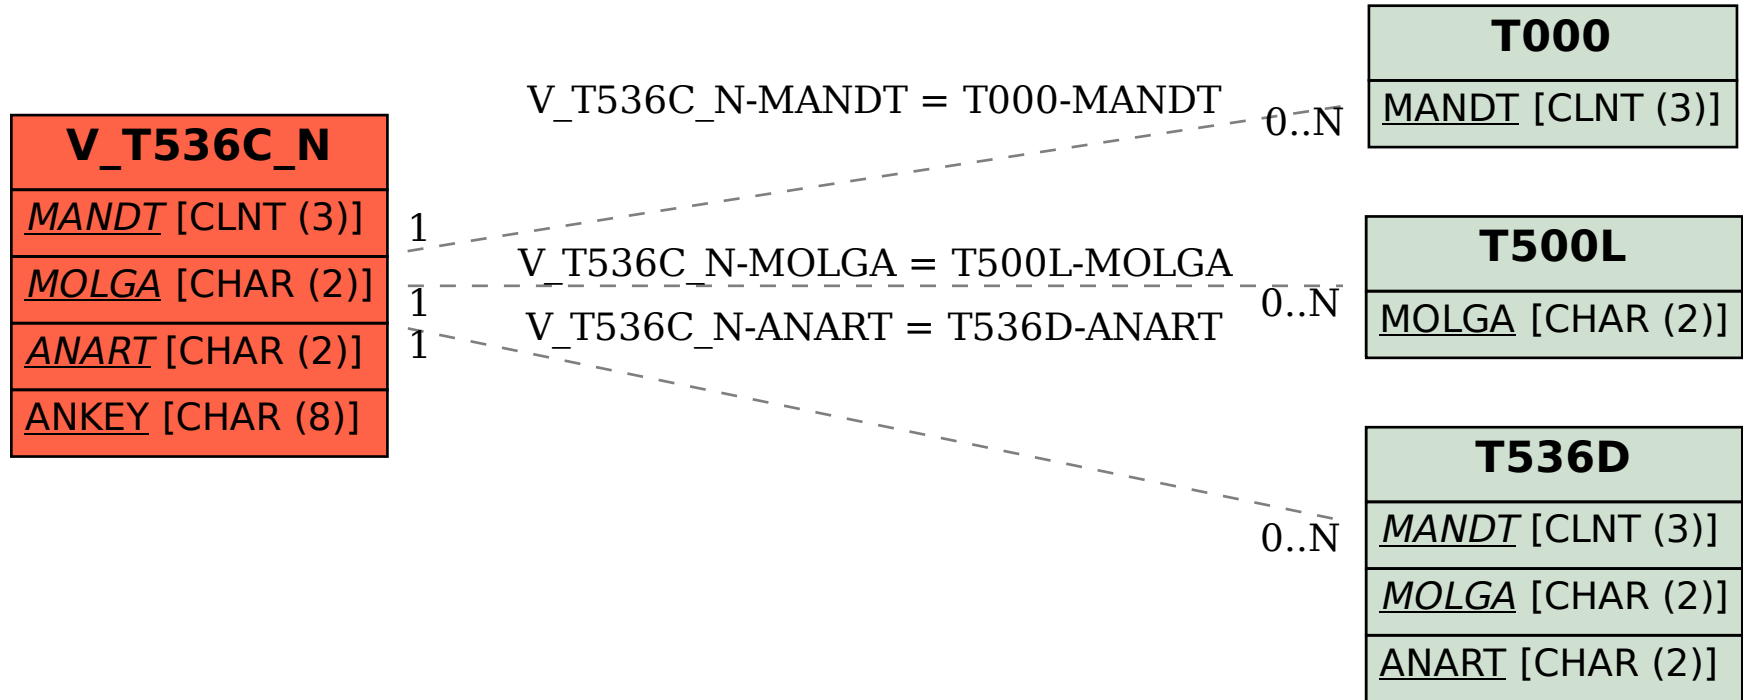 T000
V_T536C_N-MANDT = T000-MANDT
MANDT [CLNT (3)]
0..N
V_T536C_N
MANDT [CLNT (3)]
1
MOLGA [CHAR (2)]
ANART [CHAR (2)]
ANKEY [CHAR (8)]
V_T536C_N-MOLGA = T500L-MOLGA
1
0..N
T500L
MOLGA [CHAR (2)]
V_T536C_N-ANART = T536D-ANART
1
0..N
T536D
MANDT [CLNT (3)]
MOLGA [CHAR (2)]
ANART [CHAR (2)]